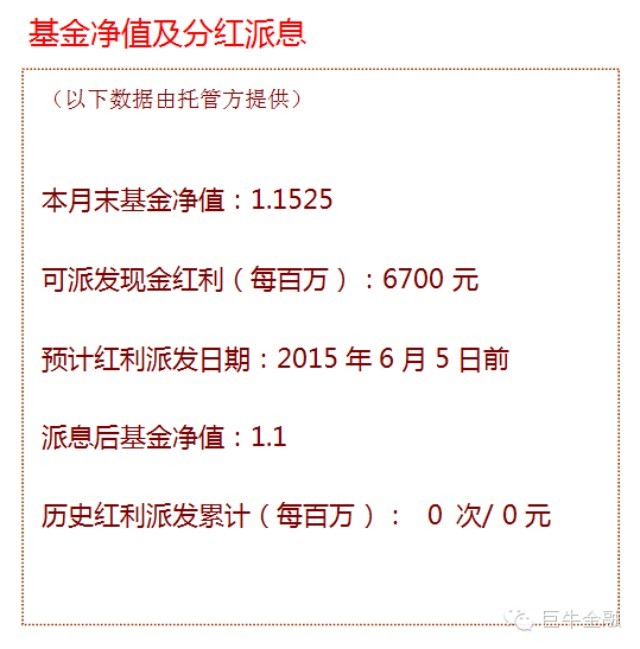 基金净值及分红派息
（以下数据由托管方提供）
本月末基金净值：1.1525
可派发现金红利（每百万）：6700 元
预计红利派发日期：2015 年 6 月 5 日前
派息后基金净值：1.1
历史红利派发累计（每百万）： 0 次/ 0 元
巨牛金融